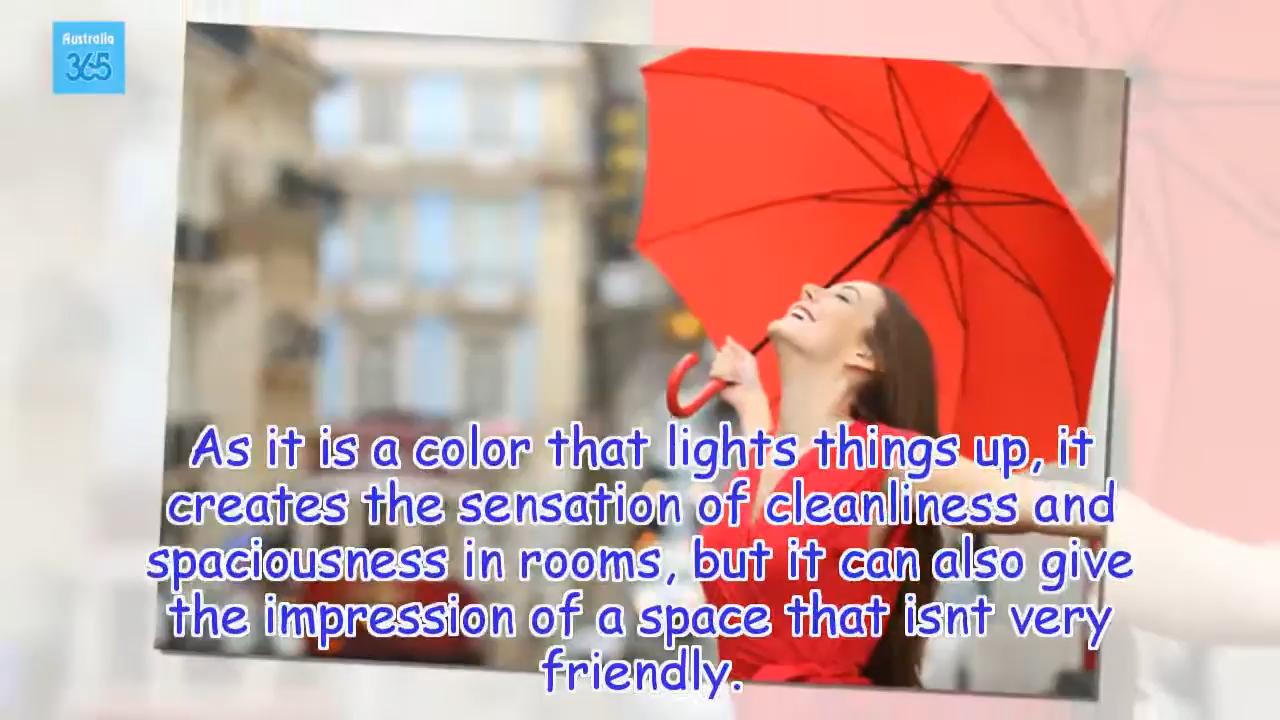 Australia
365
As it is a color that lights things up, it
creates the sensation of cleanliness and
spaciousness in rooms, but it can also give
the impression of a space that isnt very
friendly.